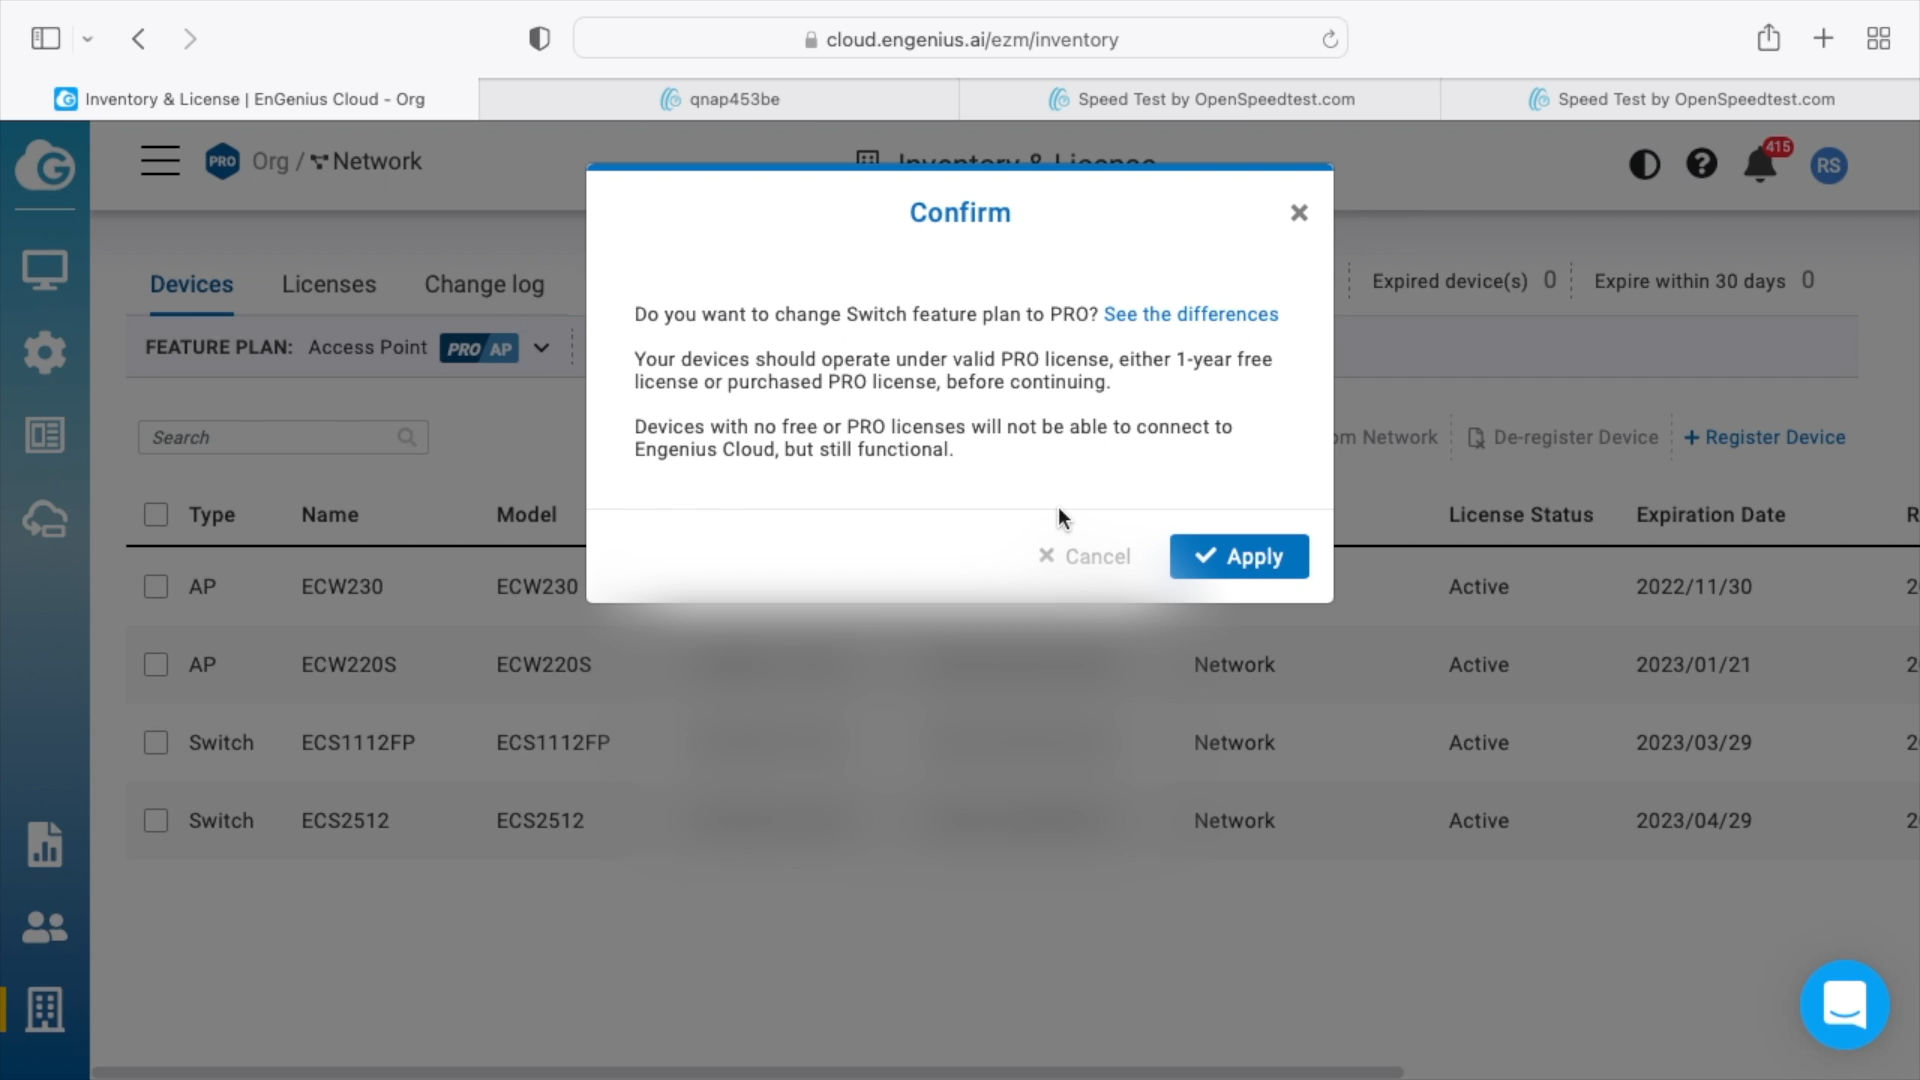 cloud.engenius.ai/ezm/inventory
Inventory & License | EnGenius Cloud - Org
qnap453be
Speed Test by OpenSpeedtest.com
Speed Test by OpenSpeedtest.com
PRO Org / Network
Inventory & License
415
RS
Confirm
Devices Licenses Change log
Expired device(s) 0 Expire within 30 days 0
Do you want to change Switch feature plan to PRO? See the differences
FEATURE PLAN: Access Point PRO AP
Your devices should operate under valid PRO license, either 1-year free
license or purchased PRO license, before continuing.
Devices with no free or PRO licenses will not be able to connect to
Engenius Cloud, but still functional.
Search
Network De-register Device + Register Device
Type Name Model License Status Expiration Date
Cancel Apply
AP ECW230 ECW230 Active 2022/11/30
AP ECW220S ECW220S Network Active 2023/01/21
Switch ECS1112FP ECS1112FP Network Active 2023/03/29
Switch ECS2512 ECS2512 Network Active 2023/04/29